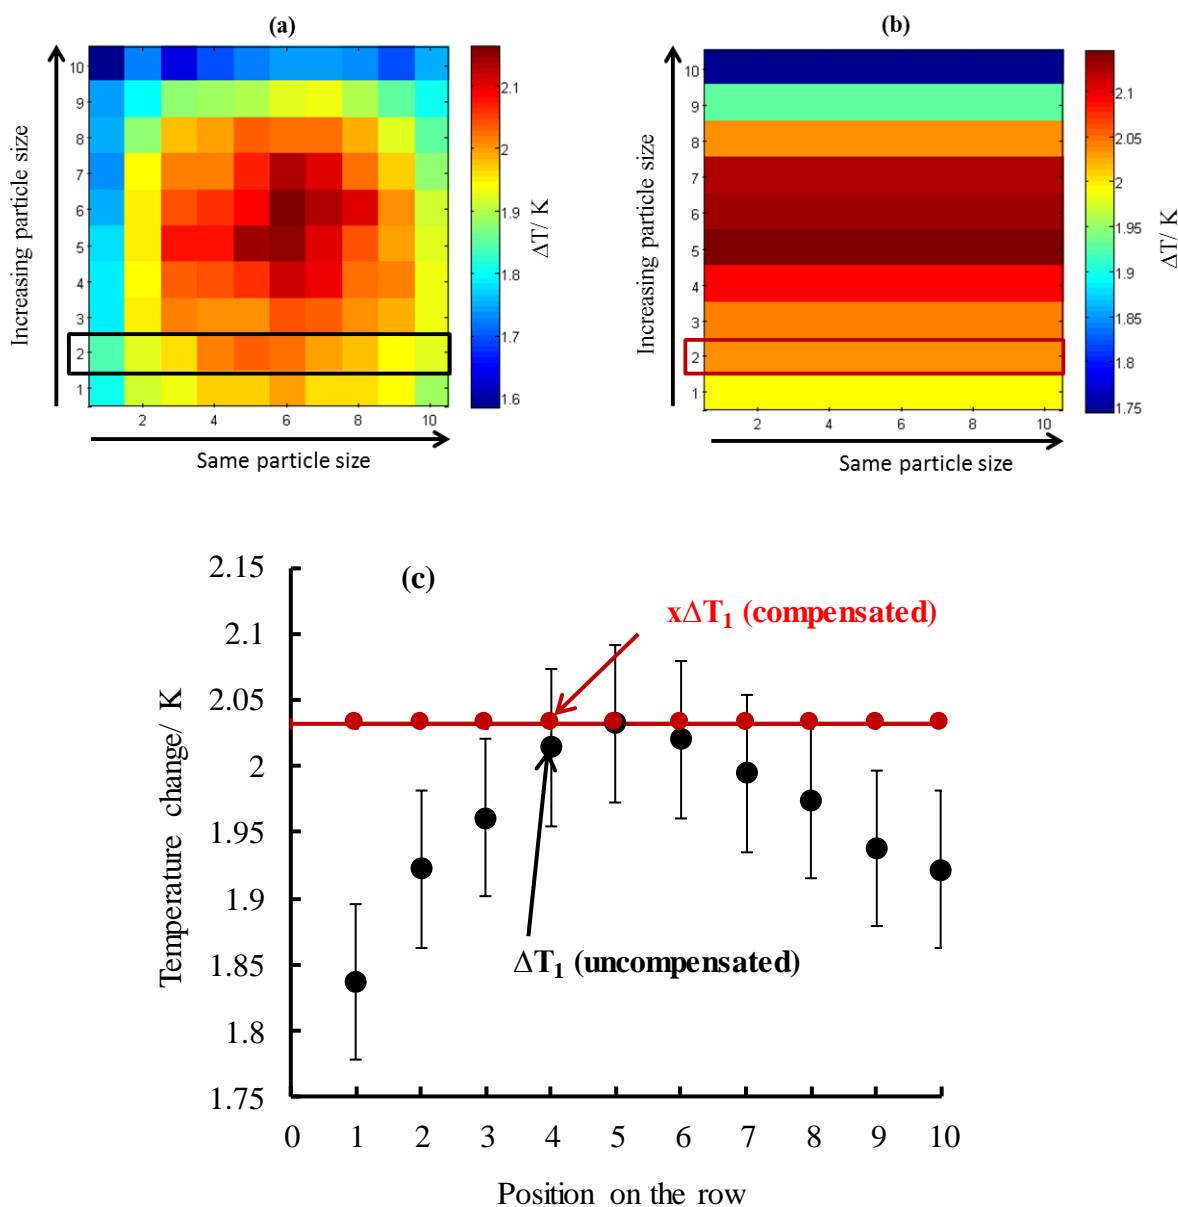 (a)
Increasing particle size
10
9
8
7
6
5
4
3
2
1
2 4 6 8 10
Same particle size
2.1
2
1.9
1.8
1.7
1.6
ΔT/ K
(b)
Increasing particle size
10
9
8
7
6
5
4
3
2
1
2 4 6 8 10
Same particle size
2.1
2.05
2
1.95
1.9
1.85
1.8
1.75
ΔT/ K
(c)
Temperature change/ K
2.15
2.1
2.05
2
1.95
1.9
1.85
1.8
1.75
x∆T1 (compensated)
∆T1 (uncompensated)
0 1 2 3 4 5 6 7 8 9 10
Position on the row